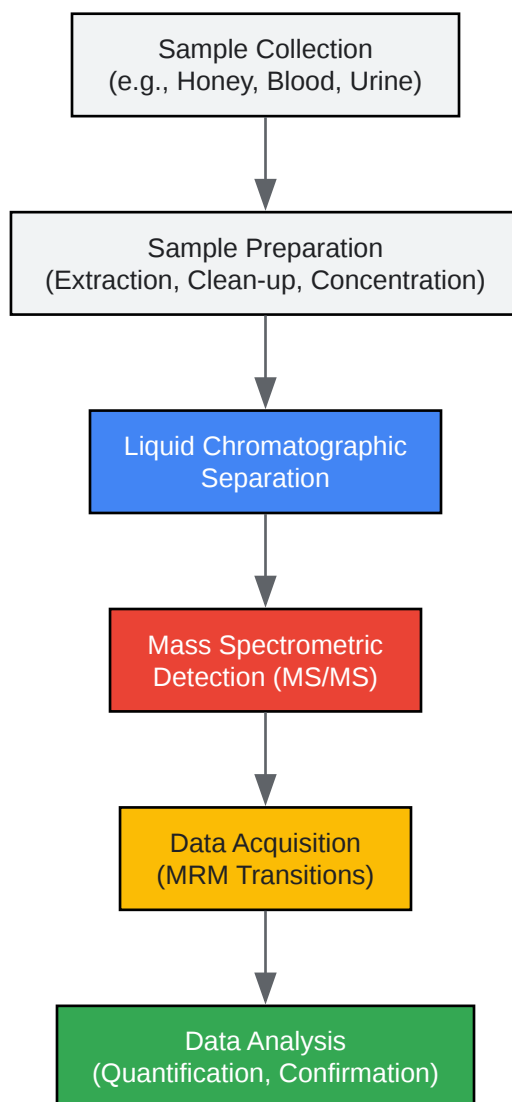 Sample Collection
(e.g., Honey, Blood, Urine)
Sample Preparation
(Extraction, Clean-up, Concentration)
Liquid Chromatographic
Separation
Mass Spectrometric
Detection (MS/MS)
Data Acquisition
(MRM Transitions)
Data Analysis
(Quantification, Confirmation)